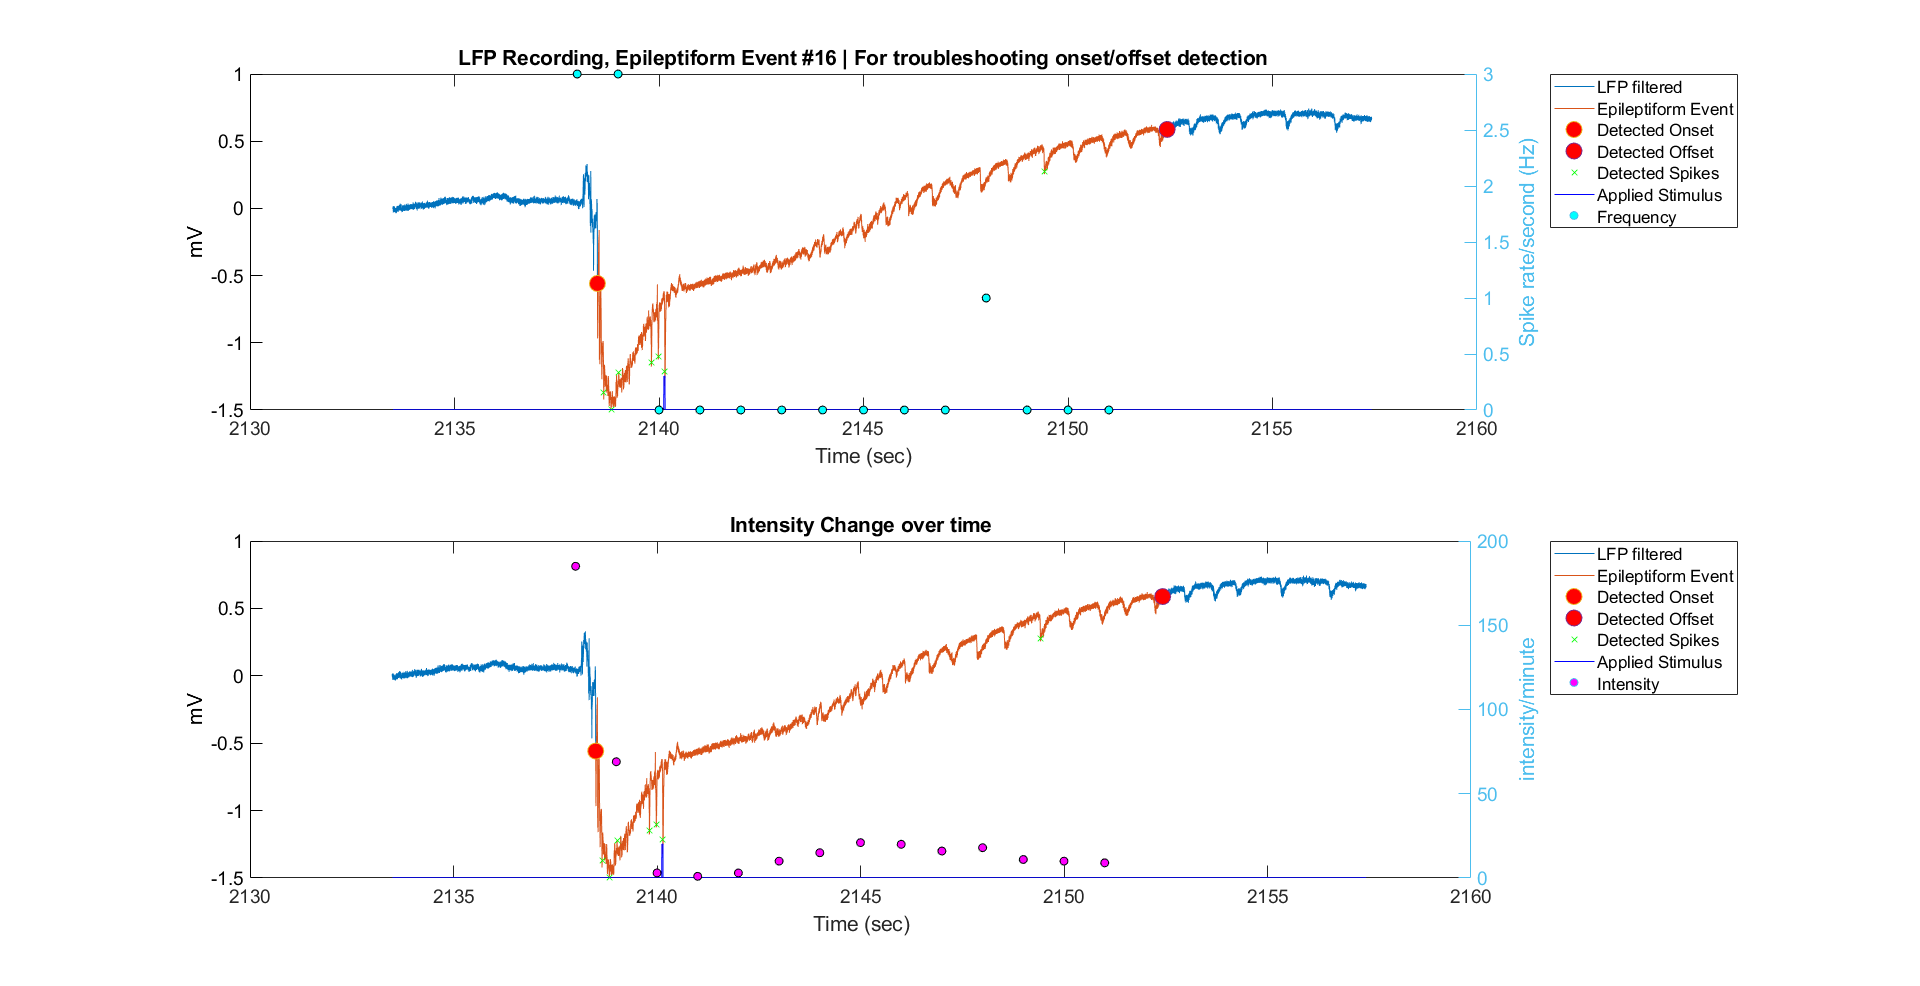 LFP Recording, Epileptiform Event #16 | For troubleshooting onset/offset detection
1
0.5
0
-0.5
-1
-1.5
mV
2130
2135
2140
2145
2150
2155
2160
Time (sec)
3
2.5
2
1.5
1
0.5
0
Spike rate/second (Hz)
LFP filtered
Epileptiform Event
Detected Onset
Detected Offset
Detected Spikes
Applied Stimulus
Frequency
Intensity Change over time
1
0.5
0
-0.5
-1
-1.5
mV
2130
2135
2140
2145
2150
2155
2160
Time (sec)
200
150
100
50
0
intensity/minute
LFP filtered
Epileptiform Event
Detected Onset
Detected Offset
Detected Spikes
Applied Stimulus
Intensity